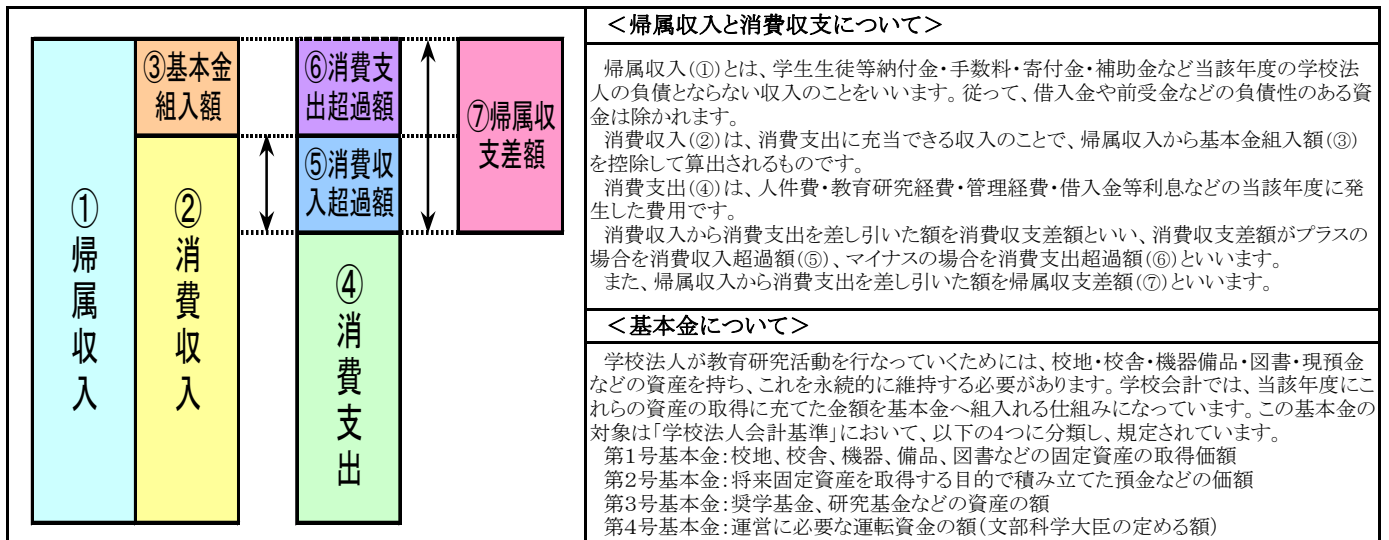 ①帰属収入
③基本金
組入額
②消費収入
⑥消費支
出超過額
⑤消費収
入超過額
④消費支出
⑦帰属収
支差額
＜帰属収入と消費収支について＞
帰属収入(①)とは、学生生徒等納付金・手数料・寄付金・補助金など当該年度の学校法
人の負債とならない収入のことをいいます。従って、借入金や前受金などの負債性のある資
金は除かれます。
消費収入(②)は、消費支出に充当できる収入のことで、帰属収入から基本金組入額(③)
を控除して算出されるものです。
消費支出(④)は、人件費・教育研究経費・管理経費・借入金等利息などの当該年度に発
生した費用です。
消費収入から消費支出を差し引いた額を消費収支差額といい、消費収支差額がプラスの
場合を消費収入超過額(⑤)、マイナスの場合を消費支出超過額(⑥)といいます。
また、帰属収入から消費支出を差し引いた額を帰属収支差額(⑦)といいます。
＜基本金について＞
学校法人が教育研究活動を行なっていくためには、校地・校舎・機器備品・図書・現預金
などの資産を持ち、これを永続的に維持する必要があります。学校会計では、当該年度にこ
れらの資産の取得に充てた金額を基本金へ組入れる仕組みになっています。この基本金の
対象は「学校法人会計基準」において、以下の4つに分類し、規定されています。
第1号基本金：校地、校舎、機器、備品、図書などの固定資産の取得価額
第2号基本金：将来固定資産を取得する目的で積み立てた預金などの価額
第3号基本金：奨学基金、研究基金などの資産の額
第4号基本金：運営に必要な運転資金の額(文部科学大臣の定める額)